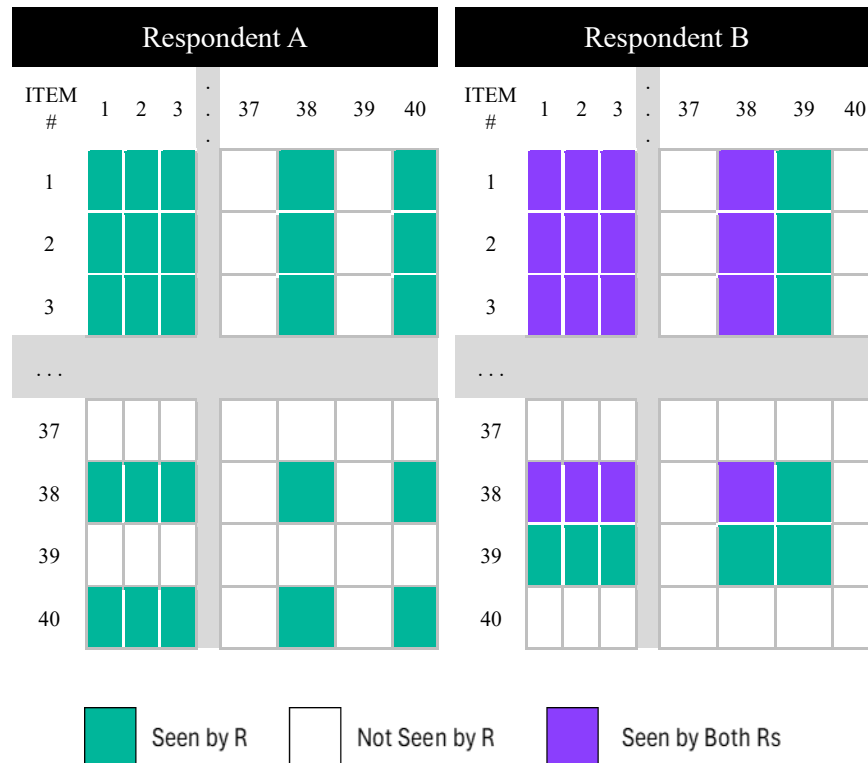 Respondent A
Respondent B
ITEM # 1 2 3 . . . 37 38 39 40
ITEM # 1 2 3 . . . 37 38 39 40
1
1
2
2
3
3
. . .
. . .
37
37
38
38
39
39
40
40
Seen by R
Not Seen by R
Seen by Both Rs